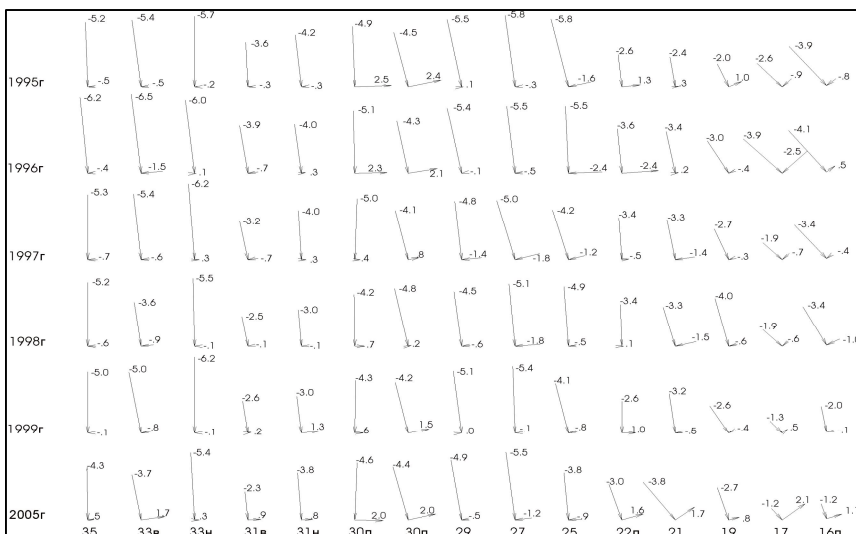 -5.2 -5.4 -5.7 -3.6 -4.2 -4.9 -4.5 -5.5 -5.8 -5.8 -2.6 -2.4 -2.0 -2.6 -3.9
1995г -.5 -.5 -.2 -.3 -.3 2.5 2.4 .1 -.3 -1.6 1.3 .3 1.0 -.9 -.8
-6.2 -6.5 -6.0 -3.9 -4.0 -5.1 -4.3 -5.4 -5.5 -5.5 -3.6 -3.4 -3.0 -3.9 -4.1
1996г -.4 -1.5 .1 -.7 .3 2.3 2.1 -.1 -.5 -2.4 -2.4 .2 -.4 -2.5 .5
-5.3 -5.4 -6.2 -3.2 -4.0 -5.0 -4.1 -4.8 -5.0 -4.2 -3.4 -3.3 -2.7 -1.9 -3.4
1997г -.7 -.6 .3 -.7 .3 .4 .8 -1.4 -1.8 -1.2 -.5 -1.4 -.3 -.7 -.4
-5.2 -3.6 -5.5 -2.5 -3.0 -4.2 -4.8 -4.5 -5.1 -4.9 -3.4 -3.3 -4.0 -1.9 -3.4
1998г -.6 -.9 -.1 -.1 -.1 .7 .2 -.6 -1.8 -.5 .1 -1.5 -.6 -.6 -1.0
-5.0 -5.0 -6.2 -2.6 -3.0 -4.3 -4.2 -5.1 -5.4 -4.1 -2.6 -3.2 -2.6 -1.3 -2.0
1999г -.1 -.8 -.1 .2 1.3 .6 1.5 .0 -.1 -.8 1.0 -.5 -.4 .5 .1
-4.3 -3.7 -5.4 -2.3 -3.8 -4.6 -4.4 -4.9 -5.5 -3.8 -3.0 -3.8 -2.7 -1.2 2.1 -1.2
2005г .5 1.7 .3 .9 .8 2.0 2.0 -.5 -1.2 -.9 1.6 1.7 .8 1.1
35 33в 33н 31в 31н 30л 30п 29 27 25 22п 21 19 17 16п